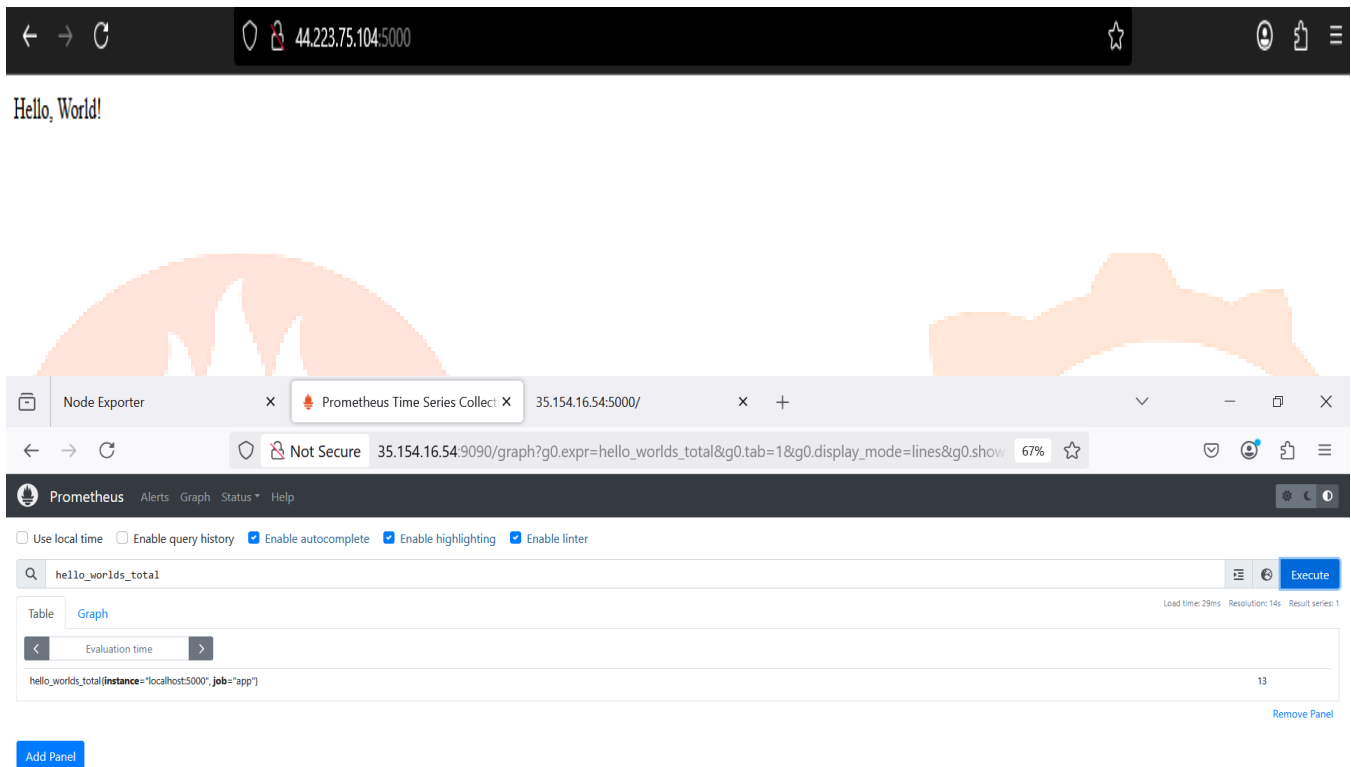 44.223.75.104:5000
Hello, World!
Node Exporter
Prometheus Time Series Collect
35.154.16.54:5000/
Not Secure 35.154.16.54:9090/graph?g0.expr=hello_worlds_total&g0.tab=1&g0.display_mode=lines&g0.show 67%
Prometheus Alerts Graph Status Help
Use local time Enable query history Enable autocomplete Enable highlighting Enable linter
hello_worlds_total
Execute
Load time: 29ms Resolution: 14s Result series: 1
Table Graph
Evaluation time
hello_worlds_total{instance="localhost:5000", job="app"} 13
Remove Panel
Add Panel